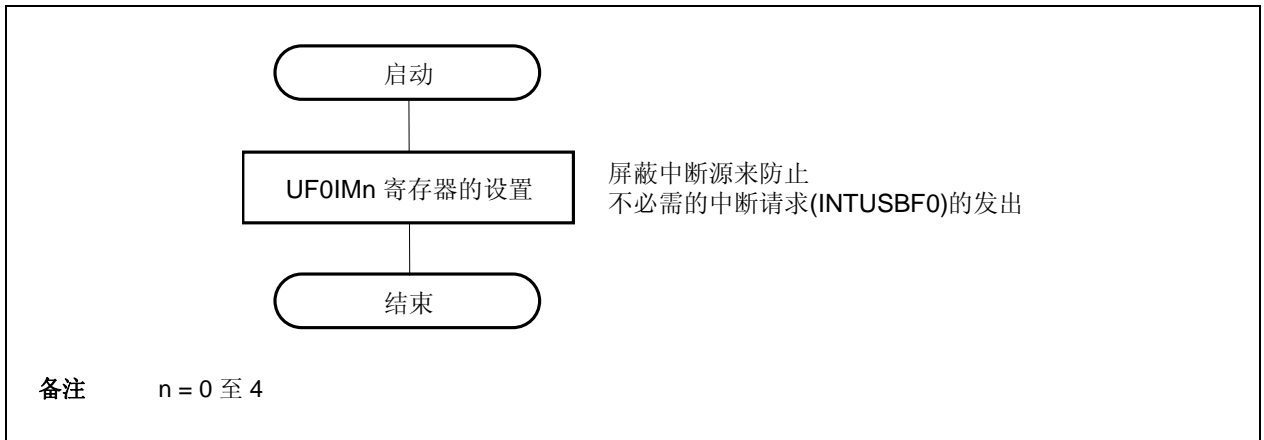 启动
UF0IMn 寄存器的设置
屏蔽中断源来防止
不必需的中断请求(INTUSBF0)的发出
结束
备注 n = 0 至 4